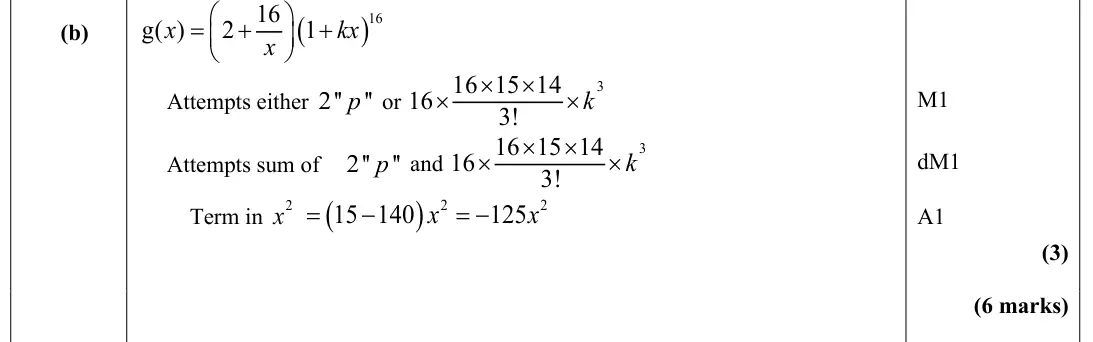 (b) g(x) = (2 + 16/x)(1 + kx)^16
Attempts either 2"p" or 16 × (16×15×14)/3! × k^3 M1
Attempts sum of 2"p" and 16 × (16×15×14)/3! × k^3 dM1
Term in x^2 = (15 − 140)x^2 = −125x^2 A1
(3)
(6 marks)